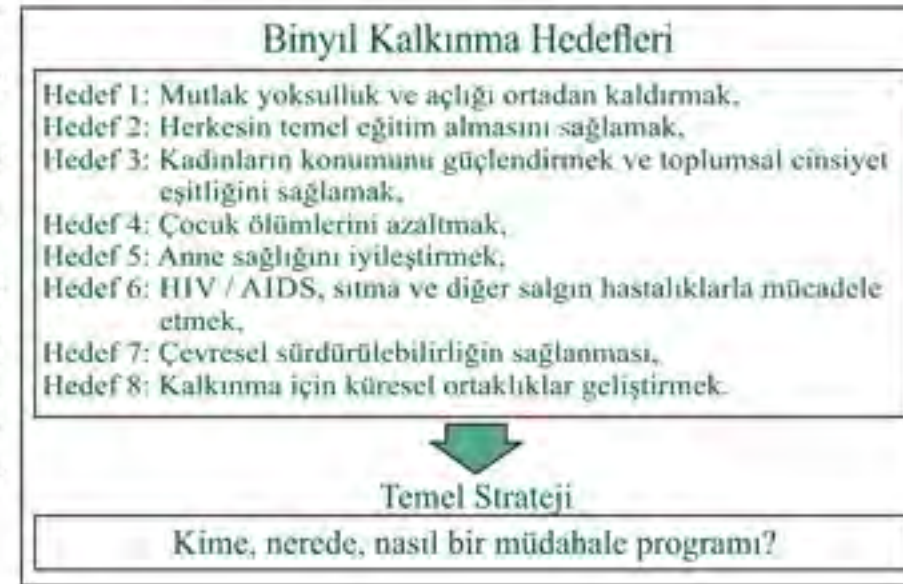 Binyıl Kalkınma Hedefleri
Hedef 1: Mutlak yoksulluk ve açlığı ortadan kaldırmak,
Hedef 2: Herkesin temel eğitim almasını sağlamak,
Hedef 3: Kadınların konumunu güçlendirmek ve toplumsal cinsiyet
eşitliğini sağlamak,
Hedef 4: Çocuk ölümlerini azaltmak,
Hedef 5: Anne sağlığını iyileştirmek,
Hedef 6: HIV / AIDS, sıtma ve diğer salgın hastalıklarla mücadele
etmek,
Hedef 7: Çevresel sürdürülebilirliğin sağlanması,
Hedef 8: Kalkınma için küresel ortaklıklar geliştirmek.
Temel Strateji
Kime, nerede, nasıl bir müdahale programı?